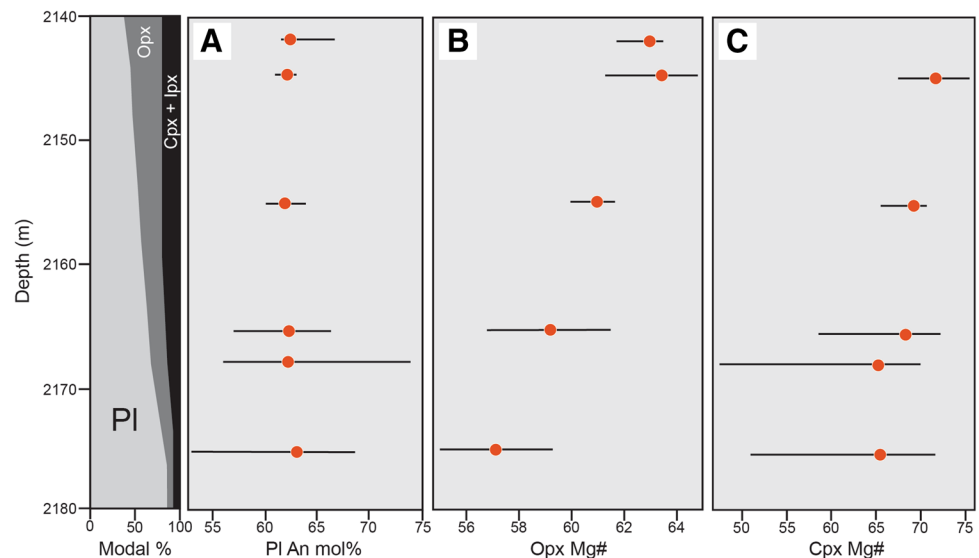 2140
2150
2160
2170
2180
Depth (m)
Opx
Cpx + Ipx
Pl
0 50 100
Modal %
A
55 60 65 70 75
Pl An mol%
B
56 58 60 62 64
Opx Mg#
C
50 55 60 65 70 75
Cpx Mg#